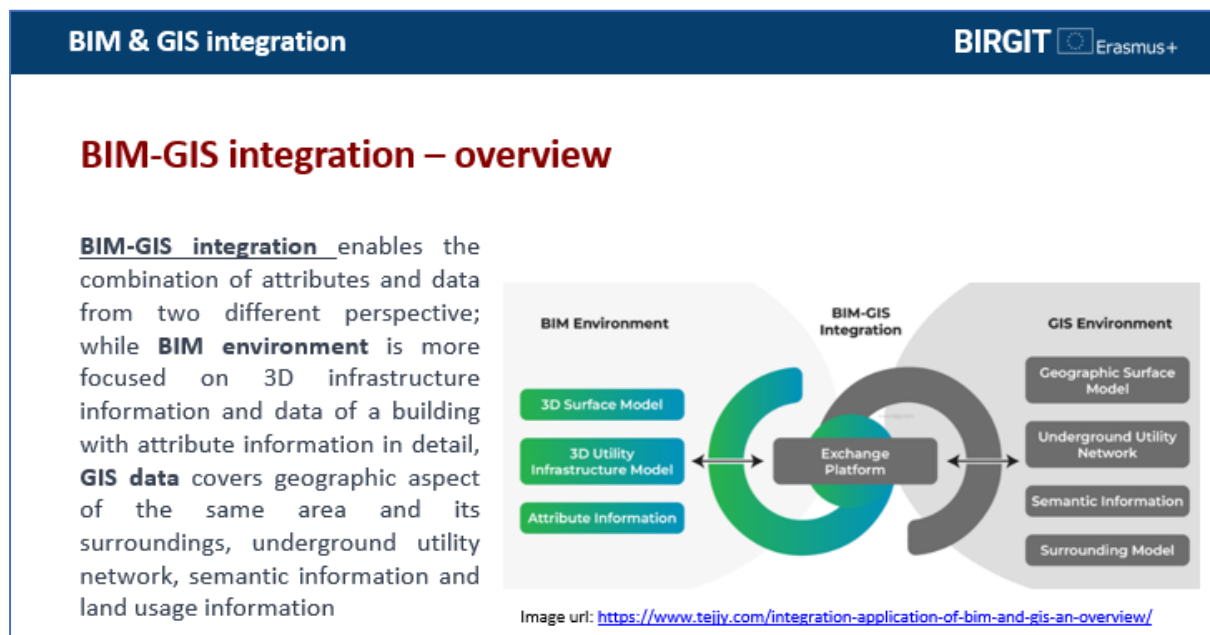 BIM & GIS integration
BIRGIT Erasmus+
BIM-GIS integration – overview
BIM-GIS integration enables the
combination of attributes and data
from two different perspective;
while BIM environment is more
focused on 3D infrastructure
information and data of a building
with attribute information in detail,
GIS data covers geographic aspect
of the same area and its
surroundings, underground utility
network, semantic information and
land usage information
BIM Environment
3D Surface Model
3D Utility
Infrastructure Model
Attribute Information
BIM-GIS
Integration
Exchange
Platform
GIS Environment
Geographic Surface
Model
Underground Utility
Network
Semantic Information
Surrounding Model
Image url: https://www.tejjy.com/integration-application-of-bim-and-gis-an-overview/